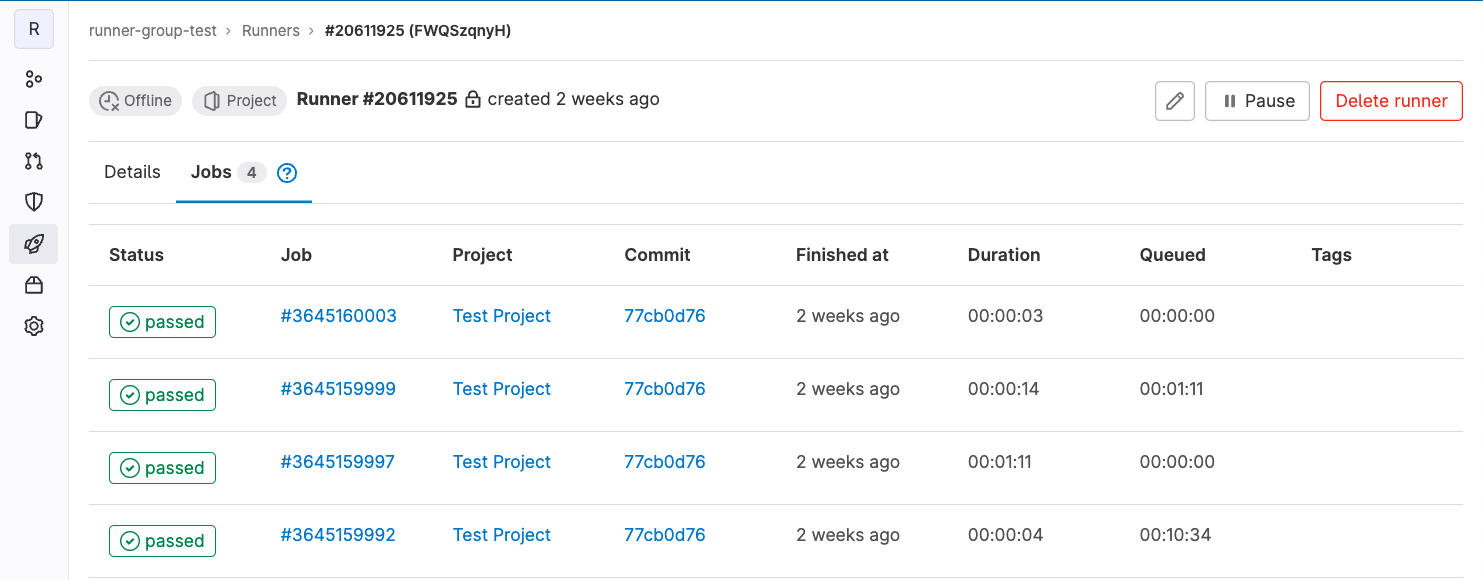 R
runner-group-test › Runners › #20611925 (FWQSzqnyH)
Offline Project Runner #20611925 created 2 weeks ago Pause Delete runner
Details Jobs 4 ?
Status Job Project Commit Finished at Duration Queued Tags
passed #3645160003 Test Project 77cb0d76 2 weeks ago 00:00:03 00:00:00
passed #3645159999 Test Project 77cb0d76 2 weeks ago 00:00:14 00:01:11
passed #3645159997 Test Project 77cb0d76 2 weeks ago 00:01:11 00:00:00
passed #3645159992 Test Project 77cb0d76 2 weeks ago 00:00:04 00:10:34